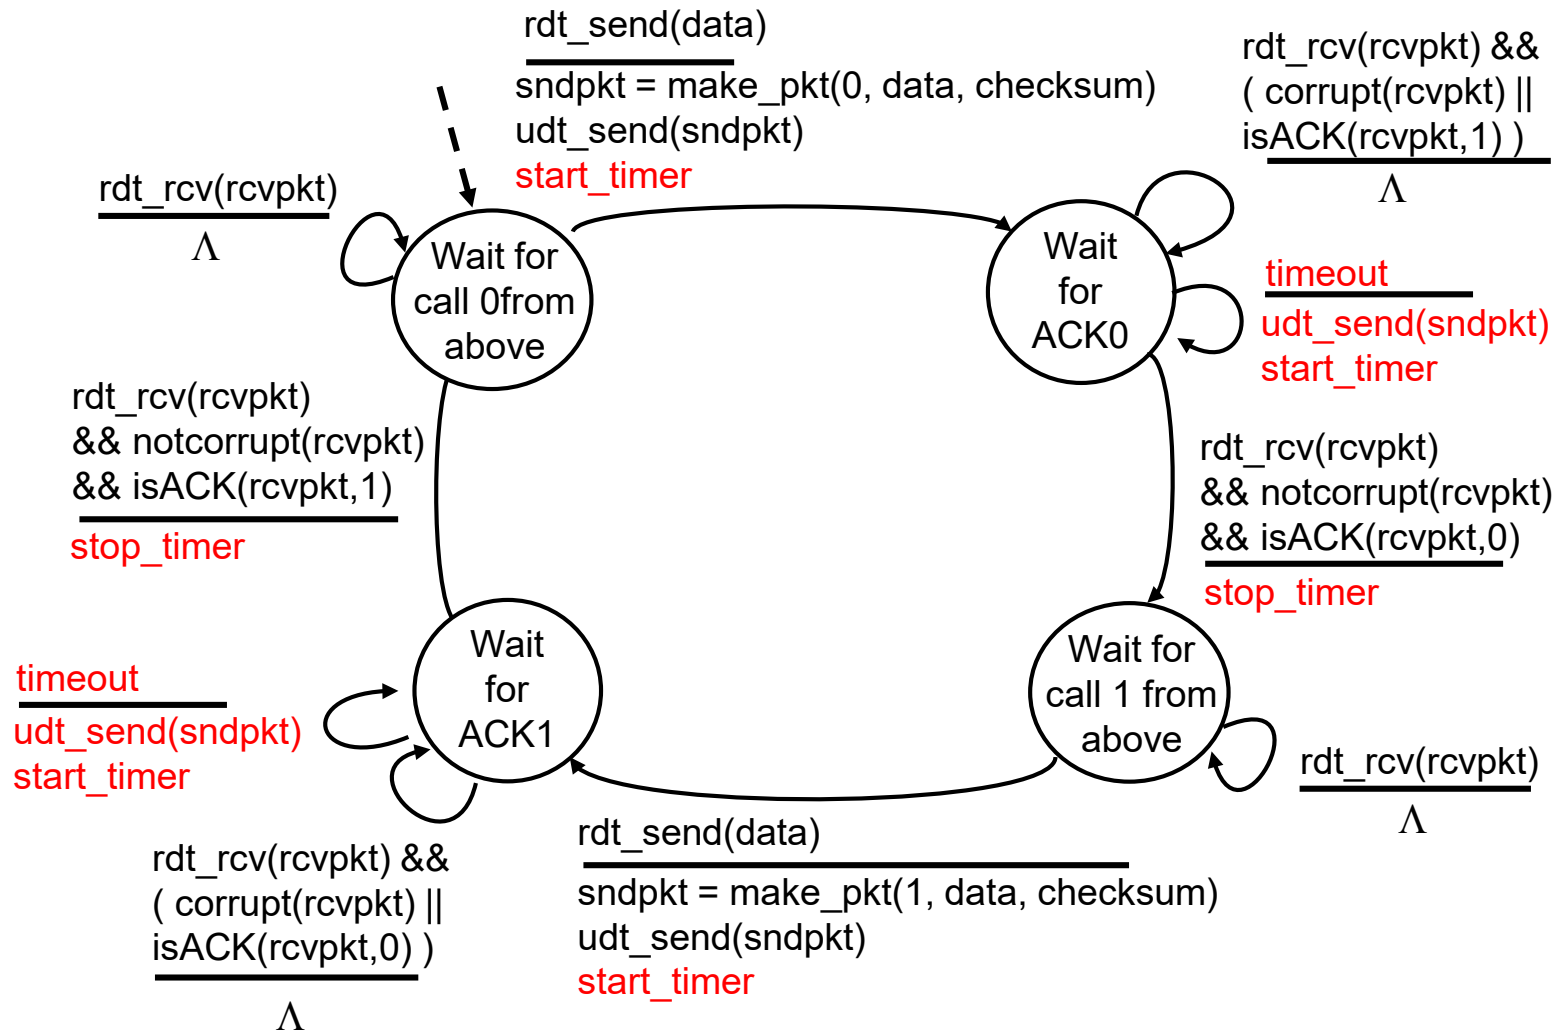 rdt_send(data)
sndpkt = make_pkt(0, data, checksum)
udt_send(sndpkt)
start_timer
rdt_rcv(rcvpkt) &&
( corrupt(rcvpkt) ||
isACK(rcvpkt,1) )
Λ
rdt_rcv(rcvpkt)
Λ
Wait for
call 0from
above
Wait
for
ACK0
timeout
udt_send(sndpkt)
start_timer
rdt_rcv(rcvpkt)
&& notcorrupt(rcvpkt)
&& isACK(rcvpkt,1)
stop_timer
rdt_rcv(rcvpkt)
&& notcorrupt(rcvpkt)
&& isACK(rcvpkt,0)
stop_timer
Wait
for
ACK1
Wait for
call 1 from
above
timeout
udt_send(sndpkt)
start_timer
rdt_rcv(rcvpkt)
Λ
rdt_rcv(rcvpkt) &&
( corrupt(rcvpkt) ||
isACK(rcvpkt,0) )
Λ
rdt_send(data)
sndpkt = make_pkt(1, data, checksum)
udt_send(sndpkt)
start_timer